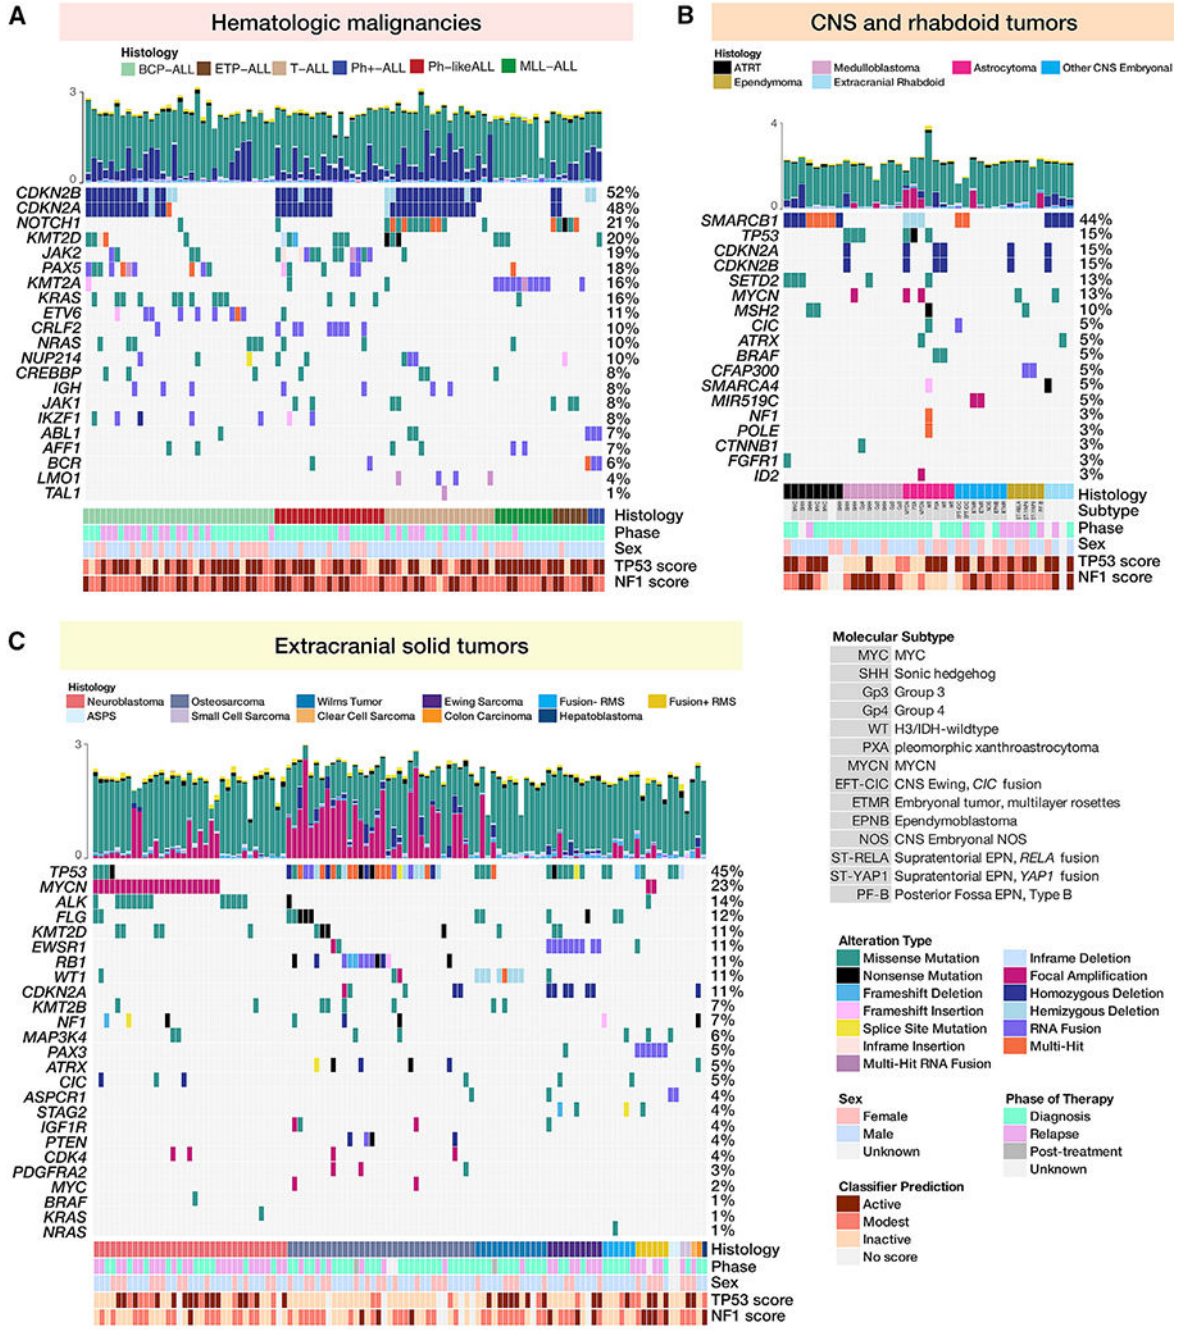 A
Hematologic malignancies
Histology
BCP-ALL ETP-ALL T-ALL Ph+-ALL Ph-likeALL MLL-ALL
3
0
CDKN2B 52%
CDKN2A 48%
NOTCH1 21%
KMT2D 20%
JAK2 19%
PAX5 18%
KMT2A 16%
KRAS 16%
ETV6 11%
CRLF2 10%
NRAS 10%
NUP214 10%
CREBBP 8%
IGH 8%
JAK1 8%
IKZF1 8%
ABL1 7%
AFF1 7%
BCR 6%
LMO1 4%
TAL1 1%
Histology
Phase
Sex
TP53 score
NF1 score
B
CNS and rhabdoid tumors
Histology
ATRT Medulloblastoma Astrocytoma Other CNS Embryonal
Ependymoma Extracranial Rhabdoid
4
0
SMARCB1 44%
TP53 15%
CDKN2A 15%
CDKN2B 15%
SETD2 13%
MYCN 13%
MSH2 10%
CIC 5%
ATRX 5%
BRAF 5%
CFAP300 5%
SMARCA4 5%
MIR519C 5%
NF1 3%
POLE 3%
CTNNB1 3%
FGFR1 3%
ID2 3%
Histology
Subtype
Phase
Sex
TP53 score
NF1 score
C
Extracranial solid tumors
Histology
Neuroblastoma Osteosarcoma Wilms Tumor Ewing Sarcoma Fusion- RMS Fusion+ RMS
ASPS Small Cell Sarcoma Clear Cell Sarcoma Colon Carcinoma Hepatoblastoma
3
0
TP53 45%
MYCN 23%
ALK 14%
FLG 12%
KMT2D 11%
EWSR1 11%
RB1 11%
WT1 11%
CDKN2A 11%
KMT2B 7%
NF1 7%
MAP3K4 6%
PAX3 5%
ATRX 5%
CIC 5%
ASPCR1 4%
STAG2 4%
IGF1R 4%
PTEN 4%
CDK4 4%
PDGFRA2 3%
MYC 2%
BRAF 1%
KRAS 1%
NRAS 1%
Histology
Phase
Sex
TP53 score
NF1 score
Molecular Subtype
MYC MYC
SHH Sonic hedgehog
Gp3 Group 3
Gp4 Group 4
WT H3/IDH-wildtype
PXA pleomorphic xanthroastrocytoma
MYCN MYCN
EFT-CIC CNS Ewing, CIC fusion
ETMR Embryonal tumor, multilayer rosettes
EPNB Ependymoblastoma
NOS CNS Embryonal NOS
ST-RELA Supratentorial EPN, RELA fusion
ST-YAP1 Supratentorial EPN, YAP1 fusion
PF-B Posterior Fossa EPN, Type B
Alteration Type
Missense Mutation Inframe Deletion
Nonsense Mutation Focal Amplification
Frameshift Deletion Homozygous Deletion
Frameshift Insertion Hemizygous Deletion
Splice Site Mutation RNA Fusion
Inframe Insertion Multi-Hit
Multi-Hit RNA Fusion
Sex Phase of Therapy
Female Diagnosis
Male Relapse
Unknown Post-treatment
Unknown
Classifier Prediction
Active
Modest
Inactive
No score